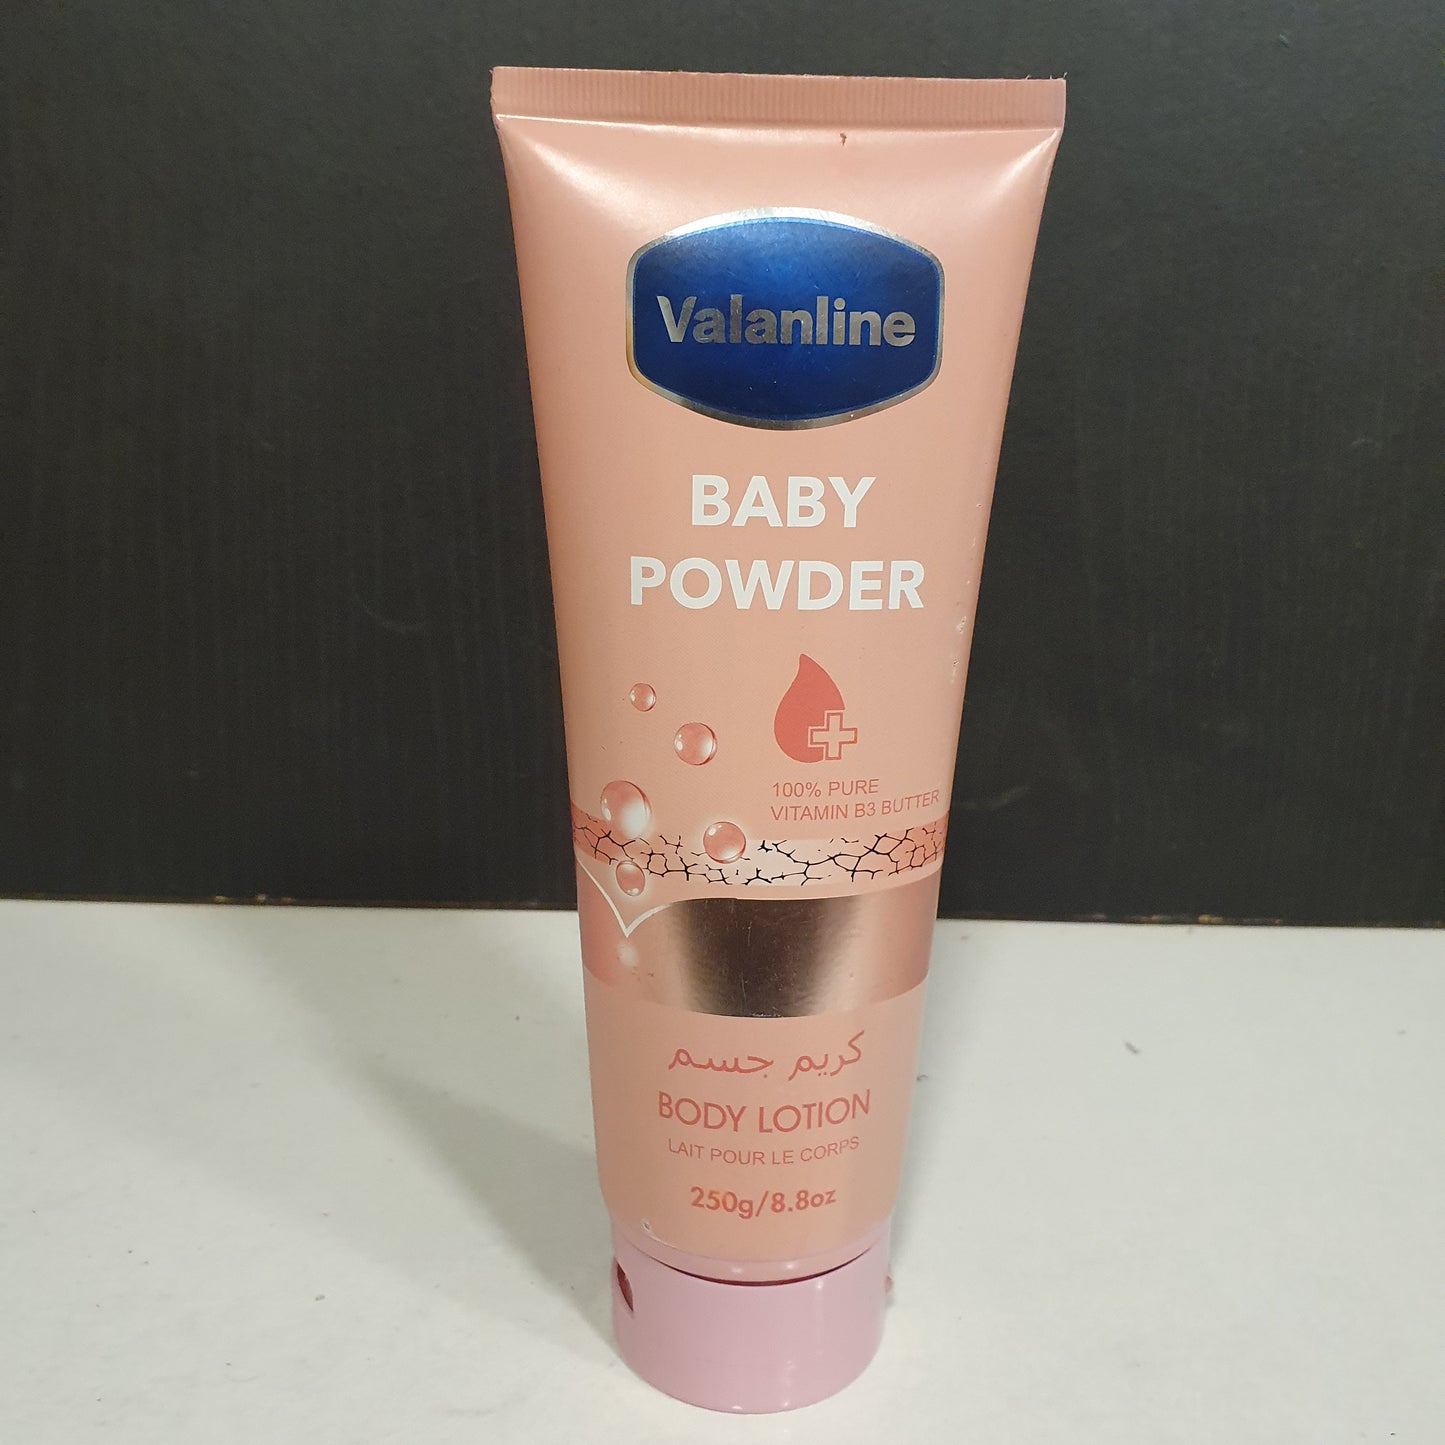 Valanline
BABY
POWDER
100% PURE
VITAMIN B3 BUTTER
كريم جسم
BODY LOTION
LAIT POUR LE CORPS
250g/8.8oz